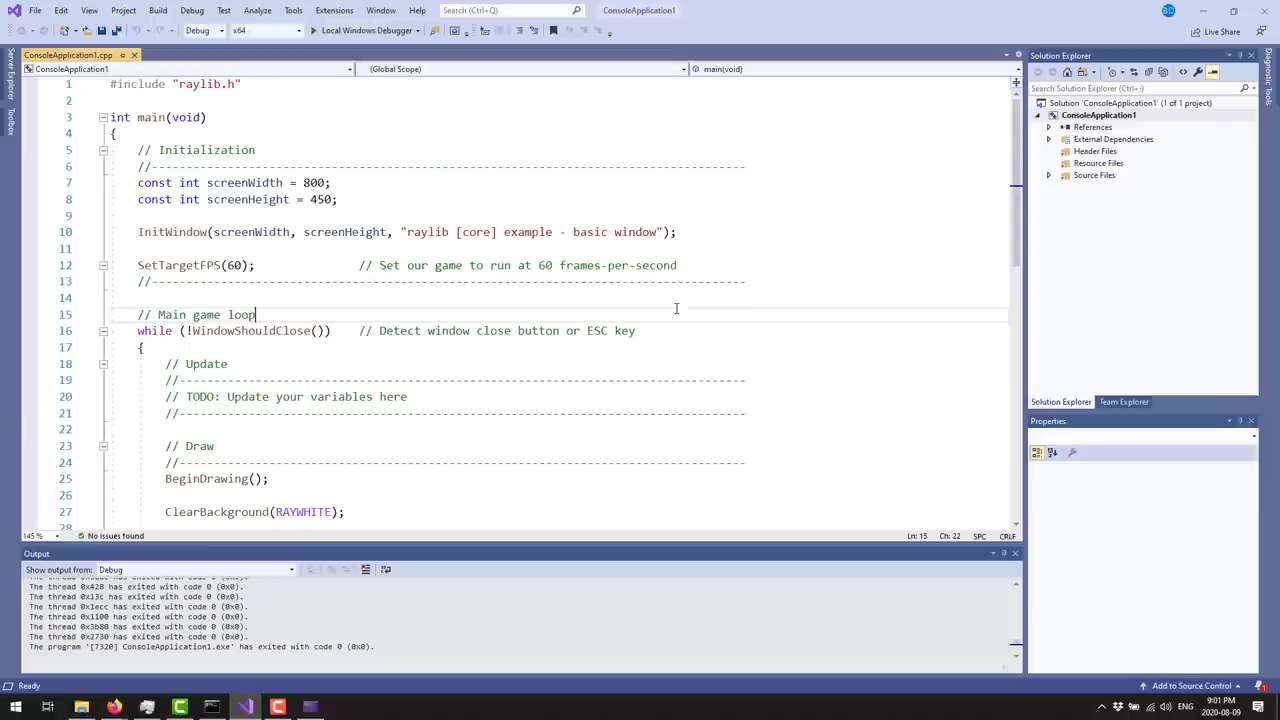 File Edit View Project Build Debug Test Analyze Tools Extensions Window Help Search (Ctrl+Q) ConsoleApplication1 BD
Debug x64 Local Windows Debugger Live Share
ConsoleApplication1.cpp
ConsoleApplication1 (Global Scope) main(void)
1 #include "raylib.h"
2
3 int main(void)
4 {
5 // Initialization
6 //--------------------------------------------------------------------------------------
7 const int screenWidth = 800;
8 const int screenHeight = 450;
9
10 InitWindow(screenWidth, screenHeight, "raylib [core] example - basic window");
11
12 SetTargetFPS(60); // Set our game to run at 60 frames-per-second
13 //--------------------------------------------------------------------------------------
14
15 // Main game loop
16 while (!WindowShouldClose()) // Detect window close button or ESC key
17 {
18 // Update
19 //----------------------------------------------------------------------------------
20 // TODO: Update your variables here
21 //----------------------------------------------------------------------------------
22
23 // Draw
24 //----------------------------------------------------------------------------------
25 BeginDrawing();
26
27 ClearBackground(RAYWHITE);
28
145 % No issues found Ln: 15 Ch: 22 SPC CRLF
Server Explorer
Toolbox
Solution Explorer
Search Solution Explorer (Ctrl+;)
Solution 'ConsoleApplication1' (1 of 1 project)
ConsoleApplication1
References
External Dependencies
Header Files
Resource Files
Source Files
Solution Explorer Team Explorer
Properties
Diagnostic Tools
Output
Show output from: Debug
The thread 0x428 has exited with code 0 (0x0).
The thread 0x13c has exited with code 0 (0x0).
The thread 0x1ecc has exited with code 0 (0x0).
The thread 0x1100 has exited with code 0 (0x0).
The thread 0x3b80 has exited with code 0 (0x0).
The thread 0x2730 has exited with code 0 (0x0).
The program '[7320] ConsoleApplication1.exe' has exited with code 0 (0x0).
Ready Add to Source Control 1
9:01 PM
2020-08-09